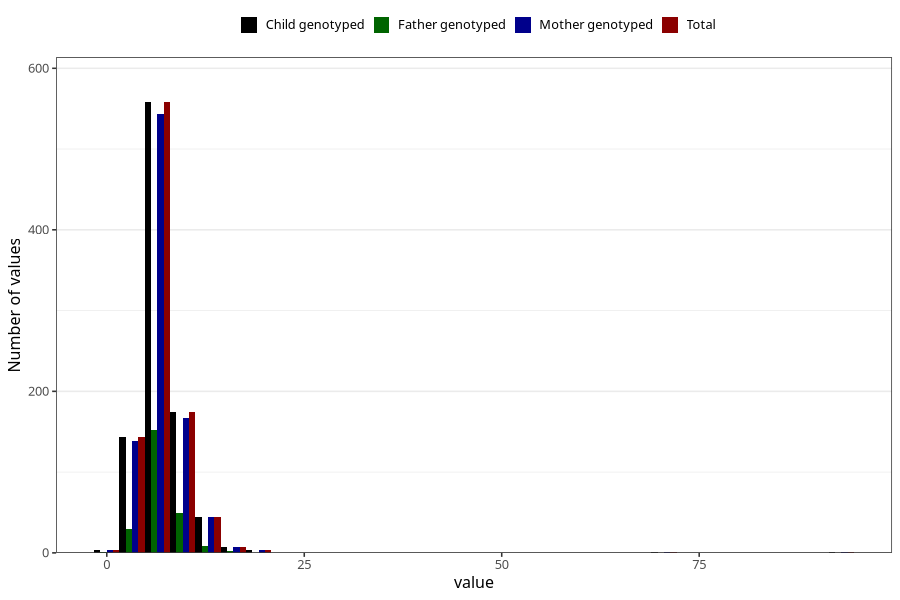 Child genotyped Father genotyped Mother genotyped Total
600
400
200
0
0 25 50 75
value
Number of values